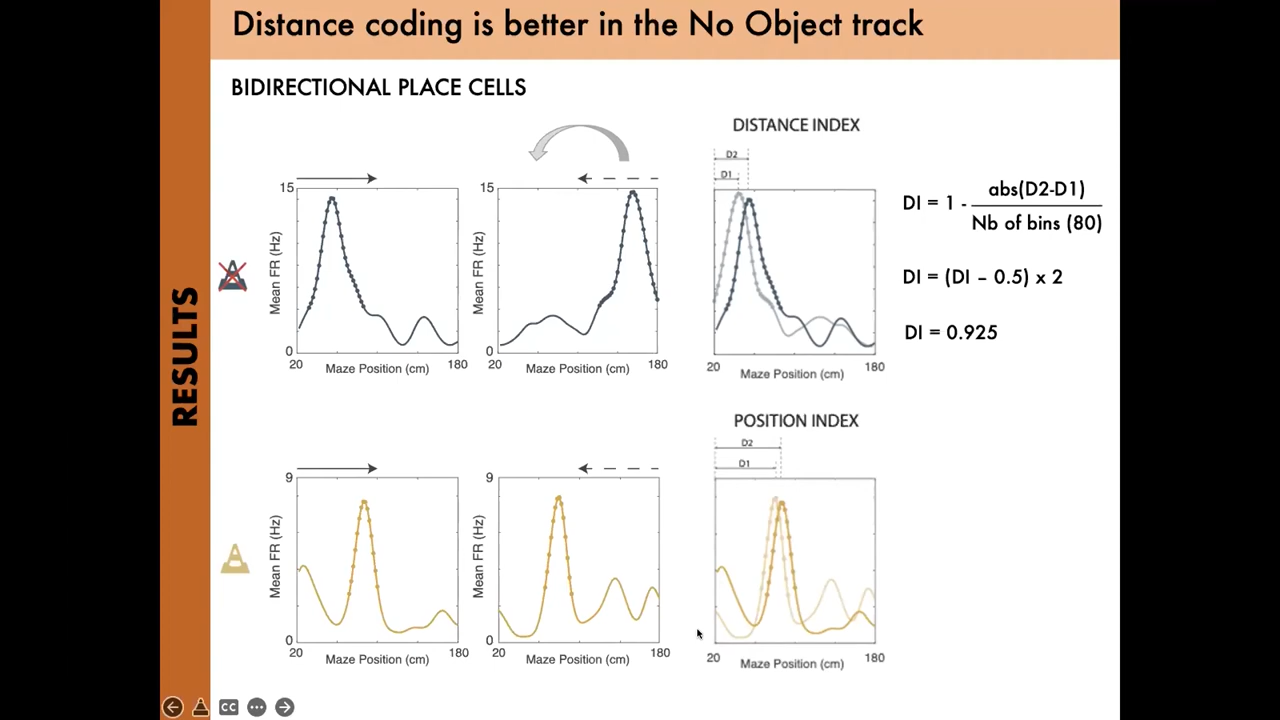 Distance coding is better in the No Object track
RESULTS
BIDIRECTIONAL PLACE CELLS
DISTANCE INDEX
D2
D1
15
Mean FR (Hz)
0
20
Maze Position (cm)
180
15
Mean FR (Hz)
0
20
Maze Position (cm)
180
20
Maze Position (cm)
180
DI = 1 - abs(D2-D1)
Nb of bins (80)
DI = (DI – 0.5) x 2
DI = 0.925
POSITION INDEX
D2
D1
9
Mean FR (Hz)
0
20
Maze Position (cm)
180
9
Mean FR (Hz)
0
20
Maze Position (cm)
180
20
Maze Position (cm)
180
CC